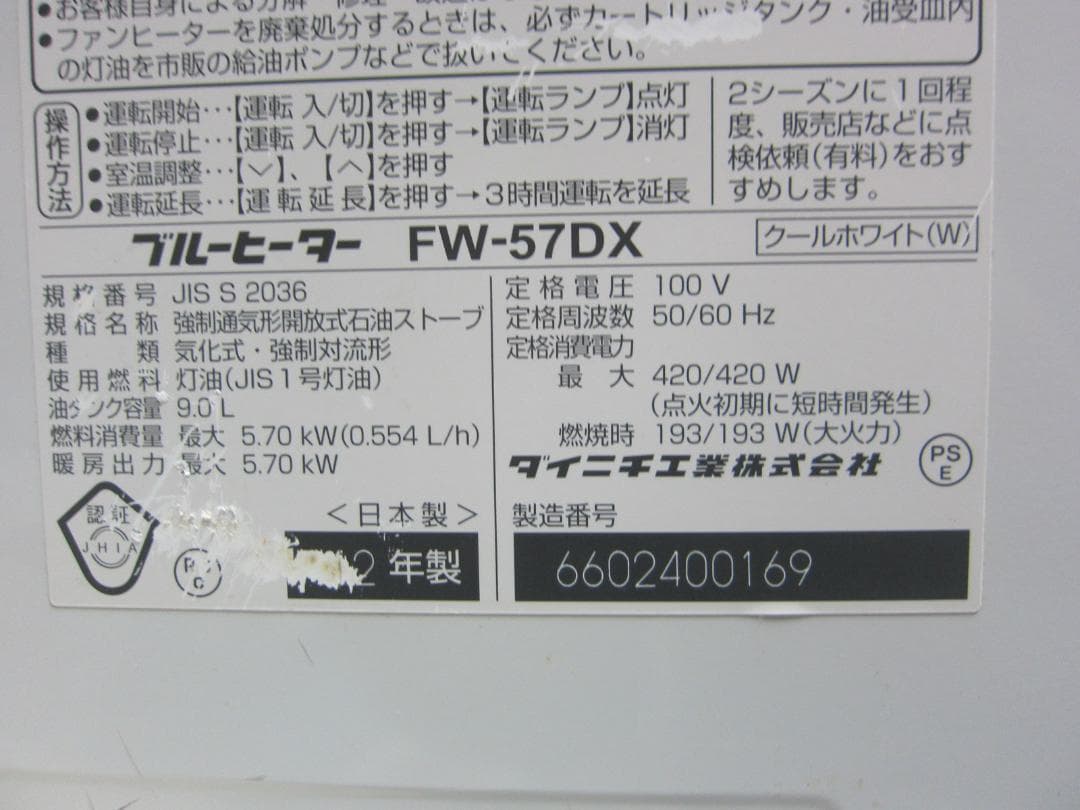 ●お客様自身による分解・修理・改造は
●ファンヒーターを廃棄処分するときは、必ずカートリッジタンク・油受皿内
の灯油を市販の給油ポンプなどで抜いてください。
操作方法
●運転開始…【運転 入/切】を押す→【運転ランプ】点灯
●運転停止…【運転 入/切】を押す→【運転ランプ】消灯
●室温調整…【∨】、【∧】を押す
●運転延長…【運転延長】を押す→3時間運転を延長
2シーズンに1回程
度、販売店などに点
検依頼(有料)をおす
すめします。
ブルーヒーター FW-57DX クールホワイト(W)
規格番号 JIS S 2036
規格名称 強制通気形開放式石油ストーブ
種類 気化式・強制対流形
使用燃料 灯油(JIS1号灯油)
油タンク容量 9.0 L
燃料消費量 最大 5.70 kW(0.554 L/h)
暖房出力 最大 5.70 kW
定格電圧 100 V
定格周波数 50/60 Hz
定格消費電力
最大 420/420 W
(点火初期に短時間発生)
燃焼時 193/193 W(大火力)
ダイニチ工業株式会社
PS
E
認証
JHIA
<日本製>
2 年製
製造番号
6602400169